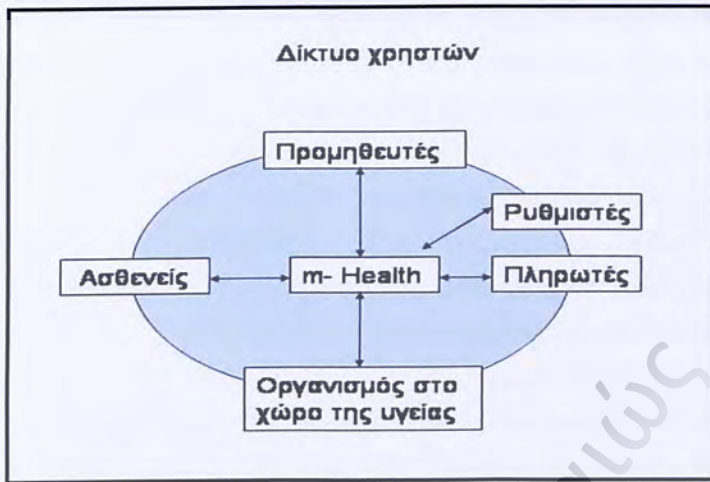 Δίκτυο χρηστών
Προμηθευτές
Ρυθμιστές
Ασθενείς
m- Health
Πληρωτές
Οργανισμός στο
χώρο της υγείας